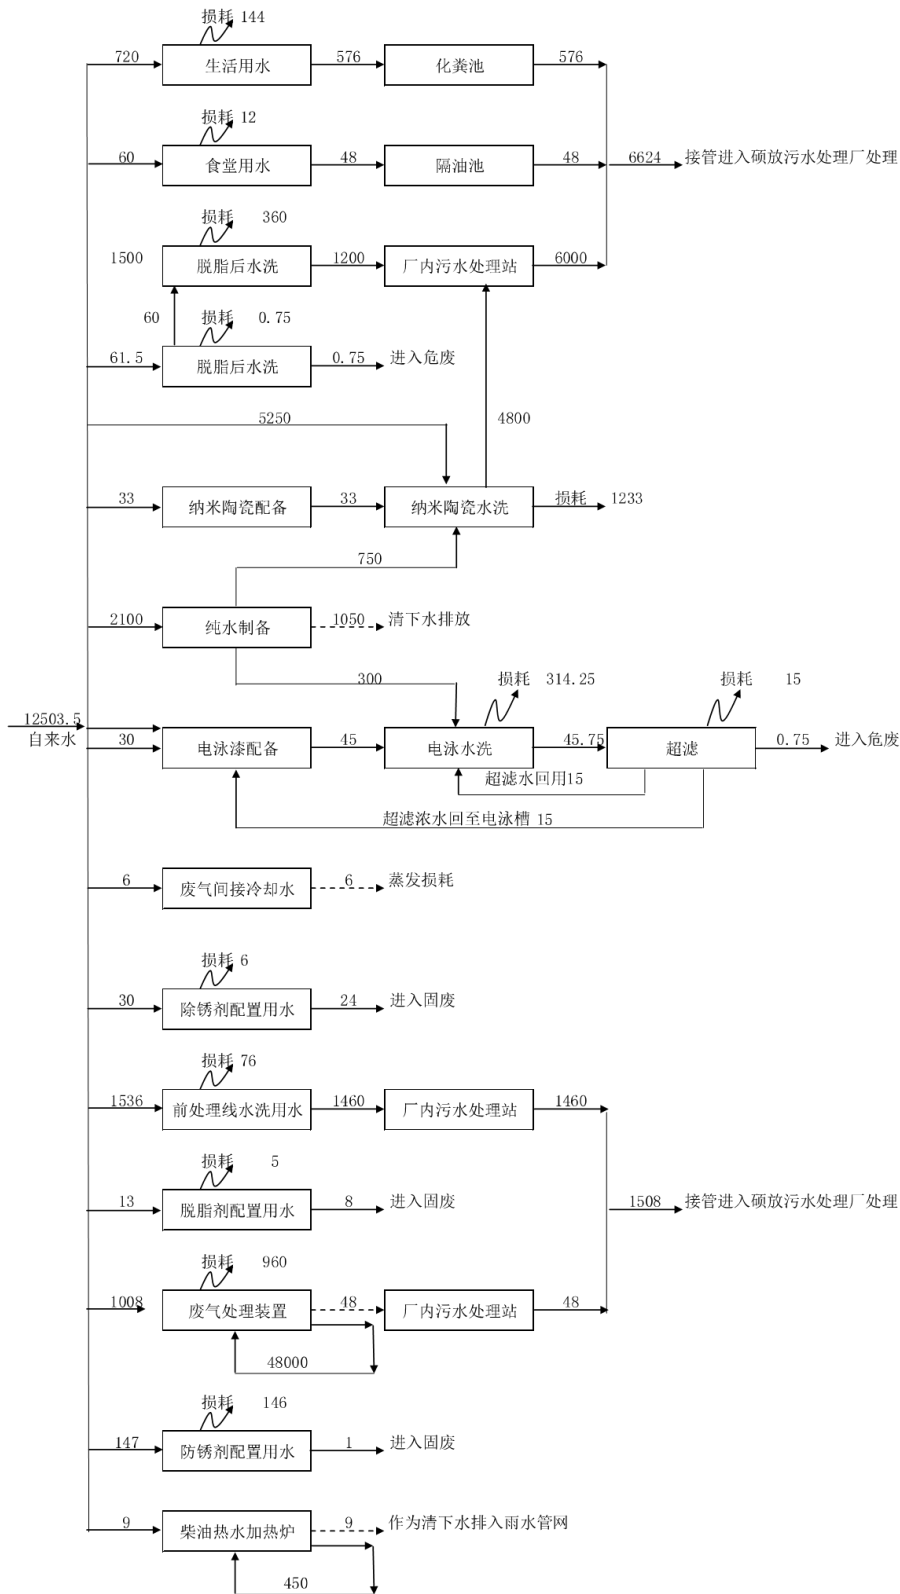 损耗 144
720 生活用水 576 化粪池 576
损耗 12
60 食堂用水 48 隔油池 48 6624 接管进入硕放污水处理厂处理
损耗 360
1500 脱脂后水洗 1200 厂内污水处理站 6000
60 损耗 0.75
61.5 脱脂后水洗 0.75 进入危废
5250 4800
33 纳米陶瓷配备 33 纳米陶瓷水洗 损耗 1233
750
2100 纯水制备 1050 清下水排放
300 损耗 314.25 损耗 15
12503.5
自来水 30 电泳漆配备 45 电泳水洗 45.75 超滤 0.75 进入危废
超滤水回用15
超滤浓水回至电泳槽 15
6 废气间接冷却水 6 蒸发损耗
损耗 6
30 除锈剂配置用水 24 进入固废
损耗 76
1536 前处理线水洗用水 1460 厂内污水处理站 1460
损耗 5
13 脱脂剂配置用水 8 进入固废 1508 接管进入硕放污水处理厂处理
损耗 960
1008 废气处理装置 48 厂内污水处理站 48
48000
损耗 146
147 防锈剂配置用水 1 进入固废
9 柴油热水加热炉 9 作为清下水排入雨水管网
450